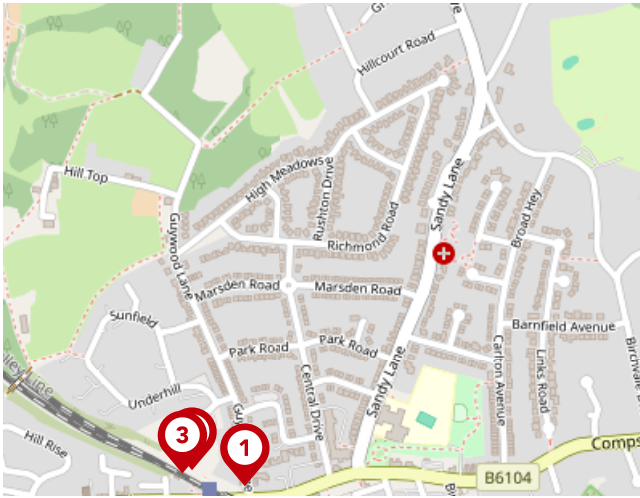 Hillcourt Road
Hill Top
High Meadows
Rushton Drive
Sandy Lane
Broad Hey
Guywood Lane
Richmond Road
Marsden Road
Marsden Road
Sunfield
Barnfield Avenue
Park Road
Park Road
Carlton Avenue
Links Road
Central Drive
Sandy Lane
Underhill
Hill Rise
3
1
B6104